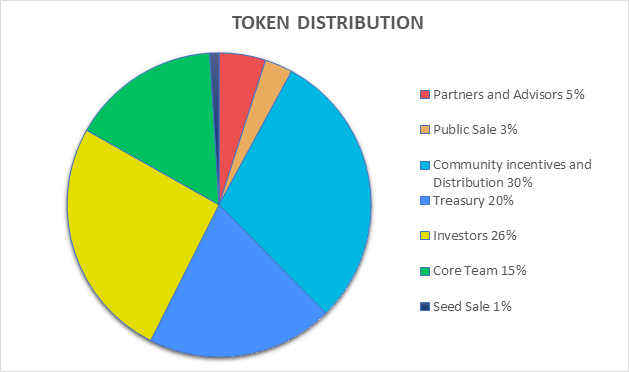 TOKEN DISTRIBUTION
Partners and Advisors 5%
Public Sale 3%
Community incentives and
Distribution 30%
Treasury 20%
Investors 26%
Core Team 15%
Seed Sale 1%